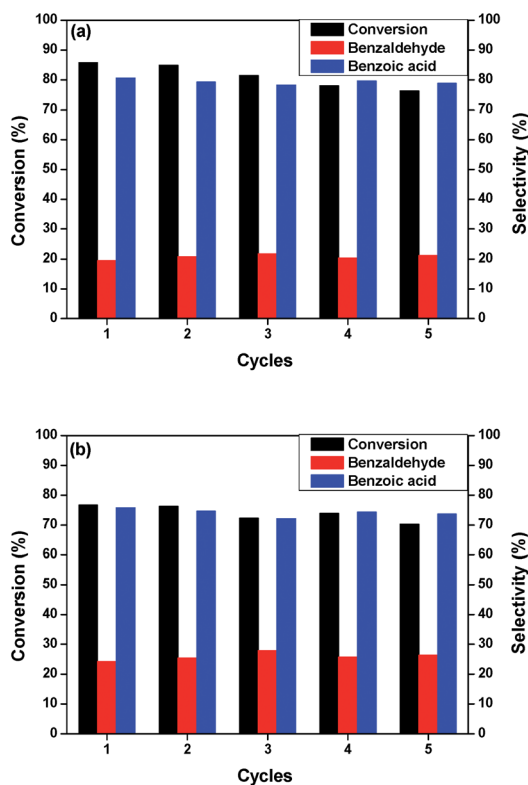 (a)
Conversion
Benzaldehyde
Benzoic acid
100 100
90 90
80 80
70 70
60 60
50 50
40 40
30 30
20 20
10 10
0 0
Conversion (%)
Selectivity (%)
1 2 3 4 5
Cycles
(b)
Conversion
Benzaldehyde
Benzoic acid
100 100
90 90
80 80
70 70
60 60
50 50
40 40
30 30
20 20
10 10
0 0
Conversion (%)
Selectivity (%)
1 2 3 4 5
Cycles